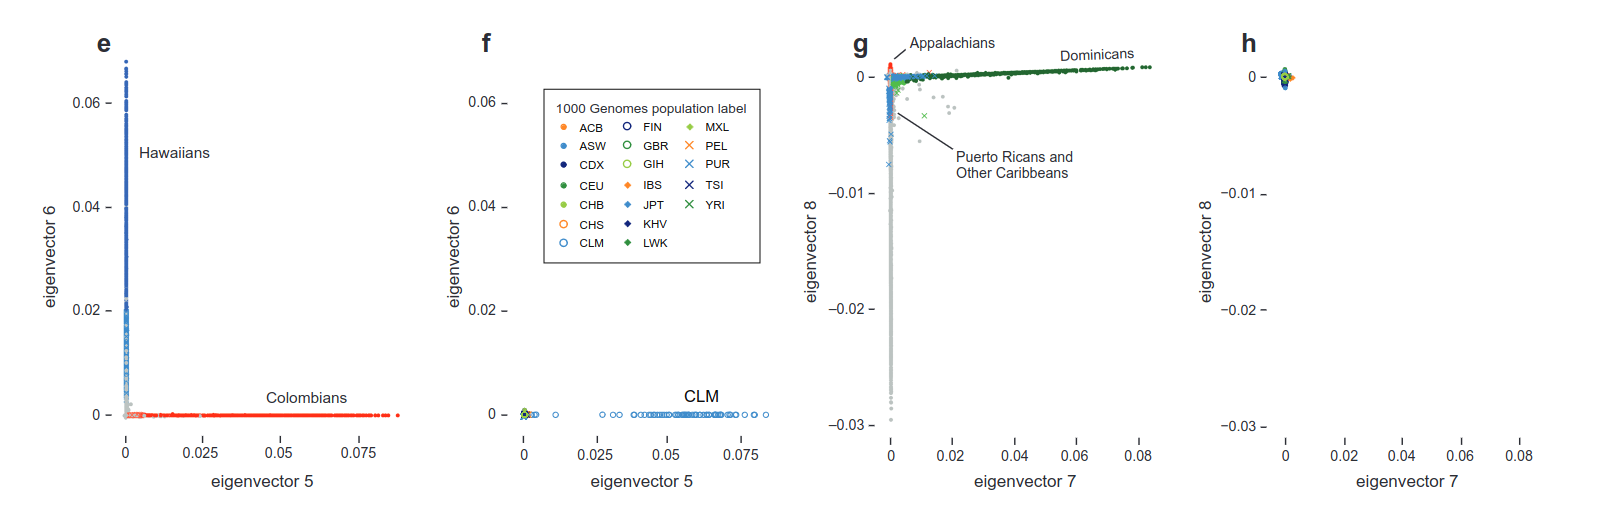 e
0.06
0.04
0.02
0
eigenvector 6
Hawaiians
Colombians
0
0.025
0.05
0.075
eigenvector 5
f
0.06
0.04
0.02
0
eigenvector 6
1000 Genomes population label
ACB FIN MXL
ASW GBR PEL
CDX GIH PUR
CEU IBS TSI
CHB JPT YRI
CHS KHV
CLM LWK
CLM
0
0.025
0.05
0.075
eigenvector 5
g
Appalachians
Dominicans
Puerto Ricans and
Other Caribbeans
0
−0.01
−0.02
−0.03
eigenvector 8
0
0.02
0.04
0.06
0.08
eigenvector 7
h
0
−0.01
−0.02
−0.03
eigenvector 8
0
0.02
0.04
0.06
0.08
eigenvector 7